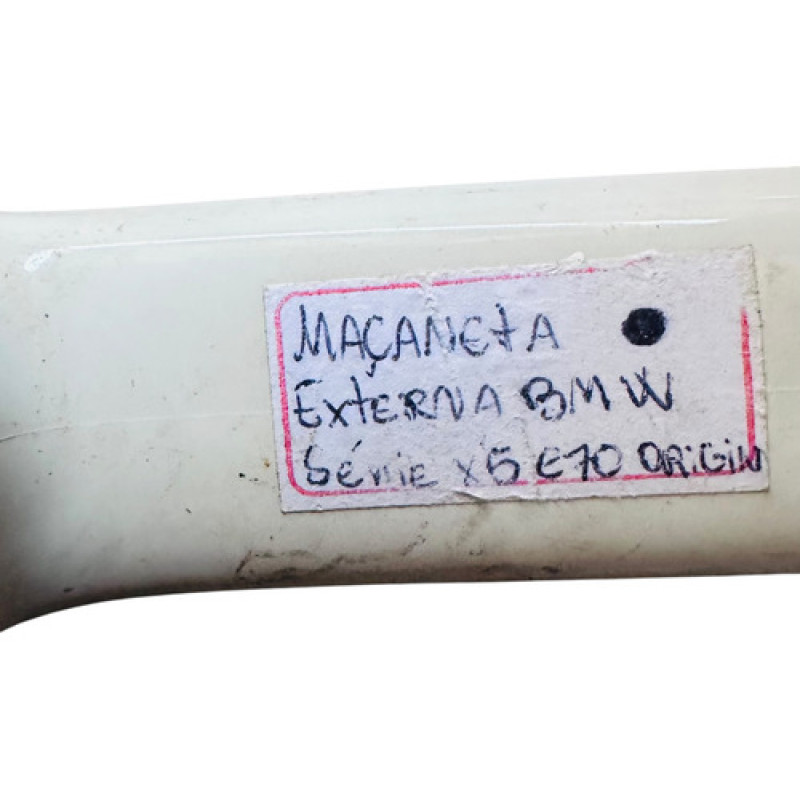 MAÇANETA
EXTERNA BMW
Série X5 E70 ORIGIN